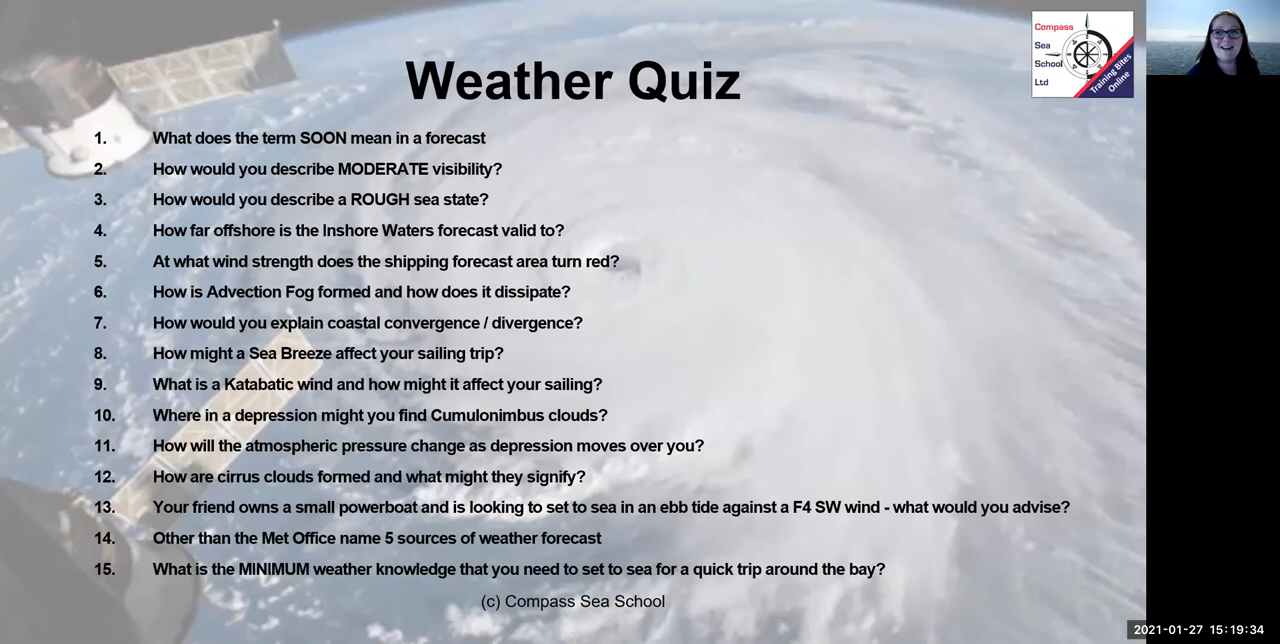 Weather Quiz
Compass
Sea
School
Ltd
Training Bites
Online
1. What does the term SOON mean in a forecast
2. How would you describe MODERATE visibility?
3. How would you describe a ROUGH sea state?
4. How far offshore is the Inshore Waters forecast valid to?
5. At what wind strength does the shipping forecast area turn red?
6. How is Advection Fog formed and how does it dissipate?
7. How would you explain coastal convergence / divergence?
8. How might a Sea Breeze affect your sailing trip?
9. What is a Katabatic wind and how might it affect your sailing?
10. Where in a depression might you find Cumulonimbus clouds?
11. How will the atmospheric pressure change as depression moves over you?
12. How are cirrus clouds formed and what might they signify?
13. Your friend owns a small powerboat and is looking to set to sea in an ebb tide against a F4 SW wind - what would you advise?
14. Other than the Met Office name 5 sources of weather forecast
15. What is the MINIMUM weather knowledge that you need to set to sea for a quick trip around the bay?
(c) Compass Sea School
2021-01-27 15:19:34